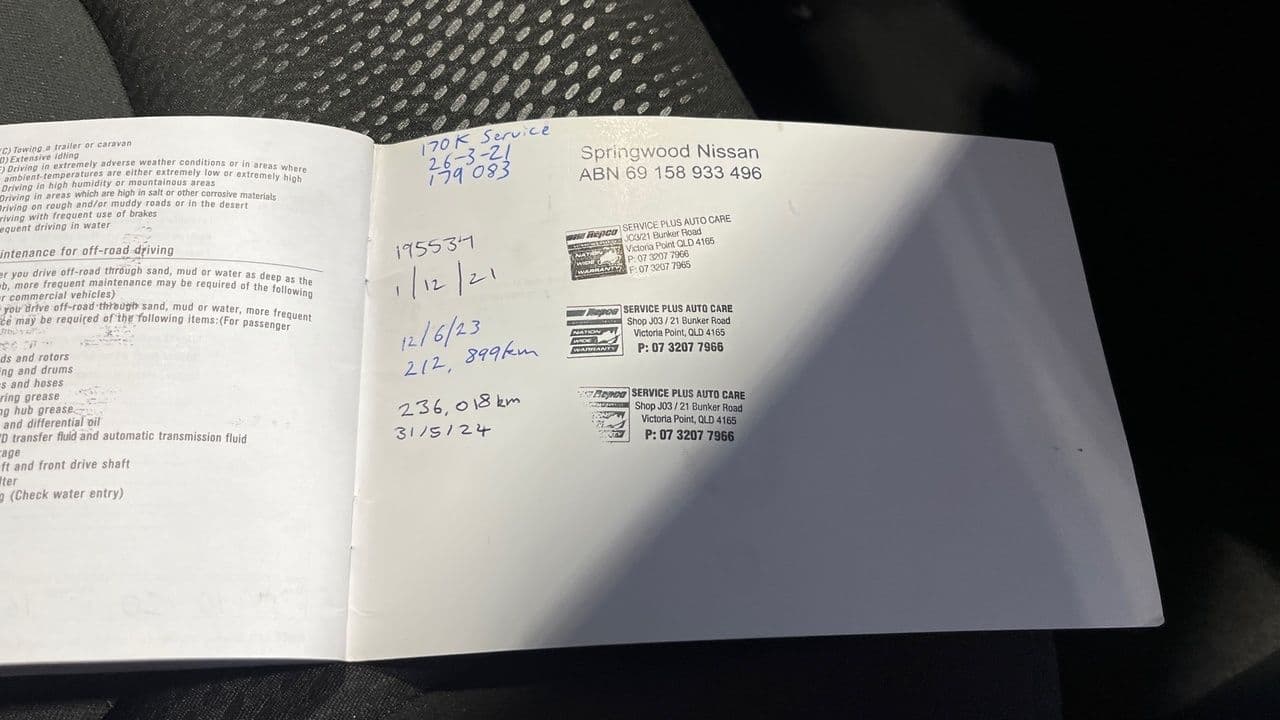 (C) Towing a trailer or caravan
D) Extensive idling
) Driving in extremely adverse weather conditions or in areas where
ambient-temperatures are either extremely low or extremely high
Driving in high humidity or mountainous areas
Driving in areas which are high in salt or other corrosive materials
Driving on rough and/or muddy roads or in the desert
riving with frequent use of brakes
equent driving in water
intenance for off-road driving
er you drive off-road through sand, mud or water as deep as the
b, more frequent maintenance may be required of the following
r commercial vehicles)
you drive off-road through sand, mud or water, more frequent
ce may be required of the following items:(For passenger
ds and rotors
ng and drums
s and hoses
ring grease
ng hub grease
and differential oil
D transfer fluid and automatic transmission fluid
age
ft and front drive shaft
lter
g (Check water entry)
170K Service
26-3-21
179 083
Springwood Nissan
ABN 69 158 933 496
195537
1/12/21
Repco
NATION
WIDE
WARRANTY
SERVICE PLUS AUTO CARE
J03/21 Bunker Road
Victoria Point QLD 4165
P: 07 3207 7966
F: 07 3207 7965
12/6/23
212,899km
Repco
NATION
WIDE
WARRANTY
SERVICE PLUS AUTO CARE
Shop J03 / 21 Bunker Road
Victoria Point, QLD 4165
P: 07 3207 7966
236,018km
31/5/24
Repco
SERVICE PLUS AUTO CARE
Shop J03 / 21 Bunker Road
Victoria Point, QLD 4165
P: 07 3207 7966